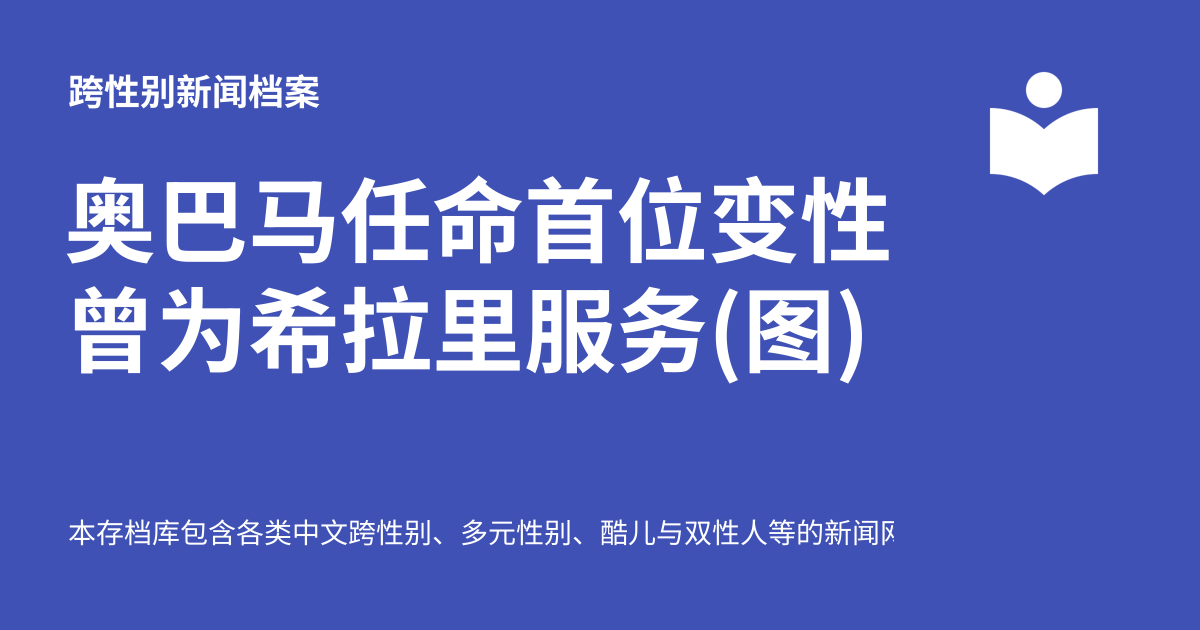 跨性别新闻档案
奥巴马任命首位变性
曾为希拉里服务(图)
本存档库包含各类中文跨性别、多元性别、酷儿与双性人等的新闻